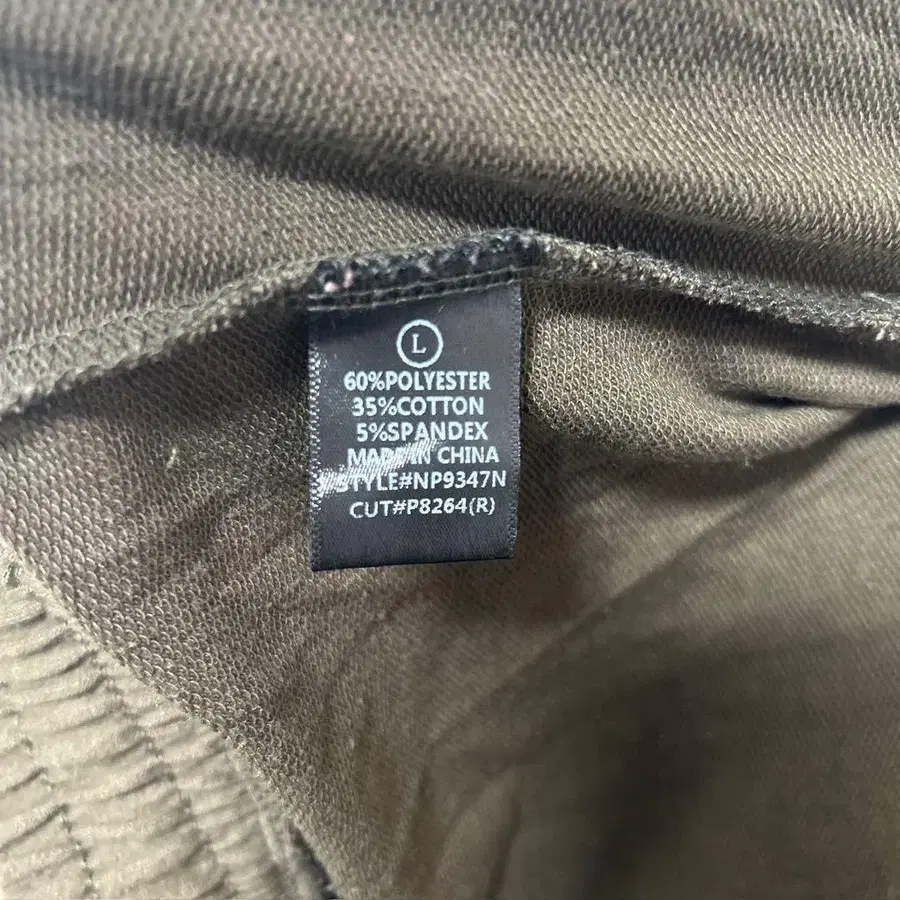 L
60%POLYESTER
35%COTTON
5%SPANDEX
MADE IN CHINA
STYLE#NP9347N
CUT#P8264(R)